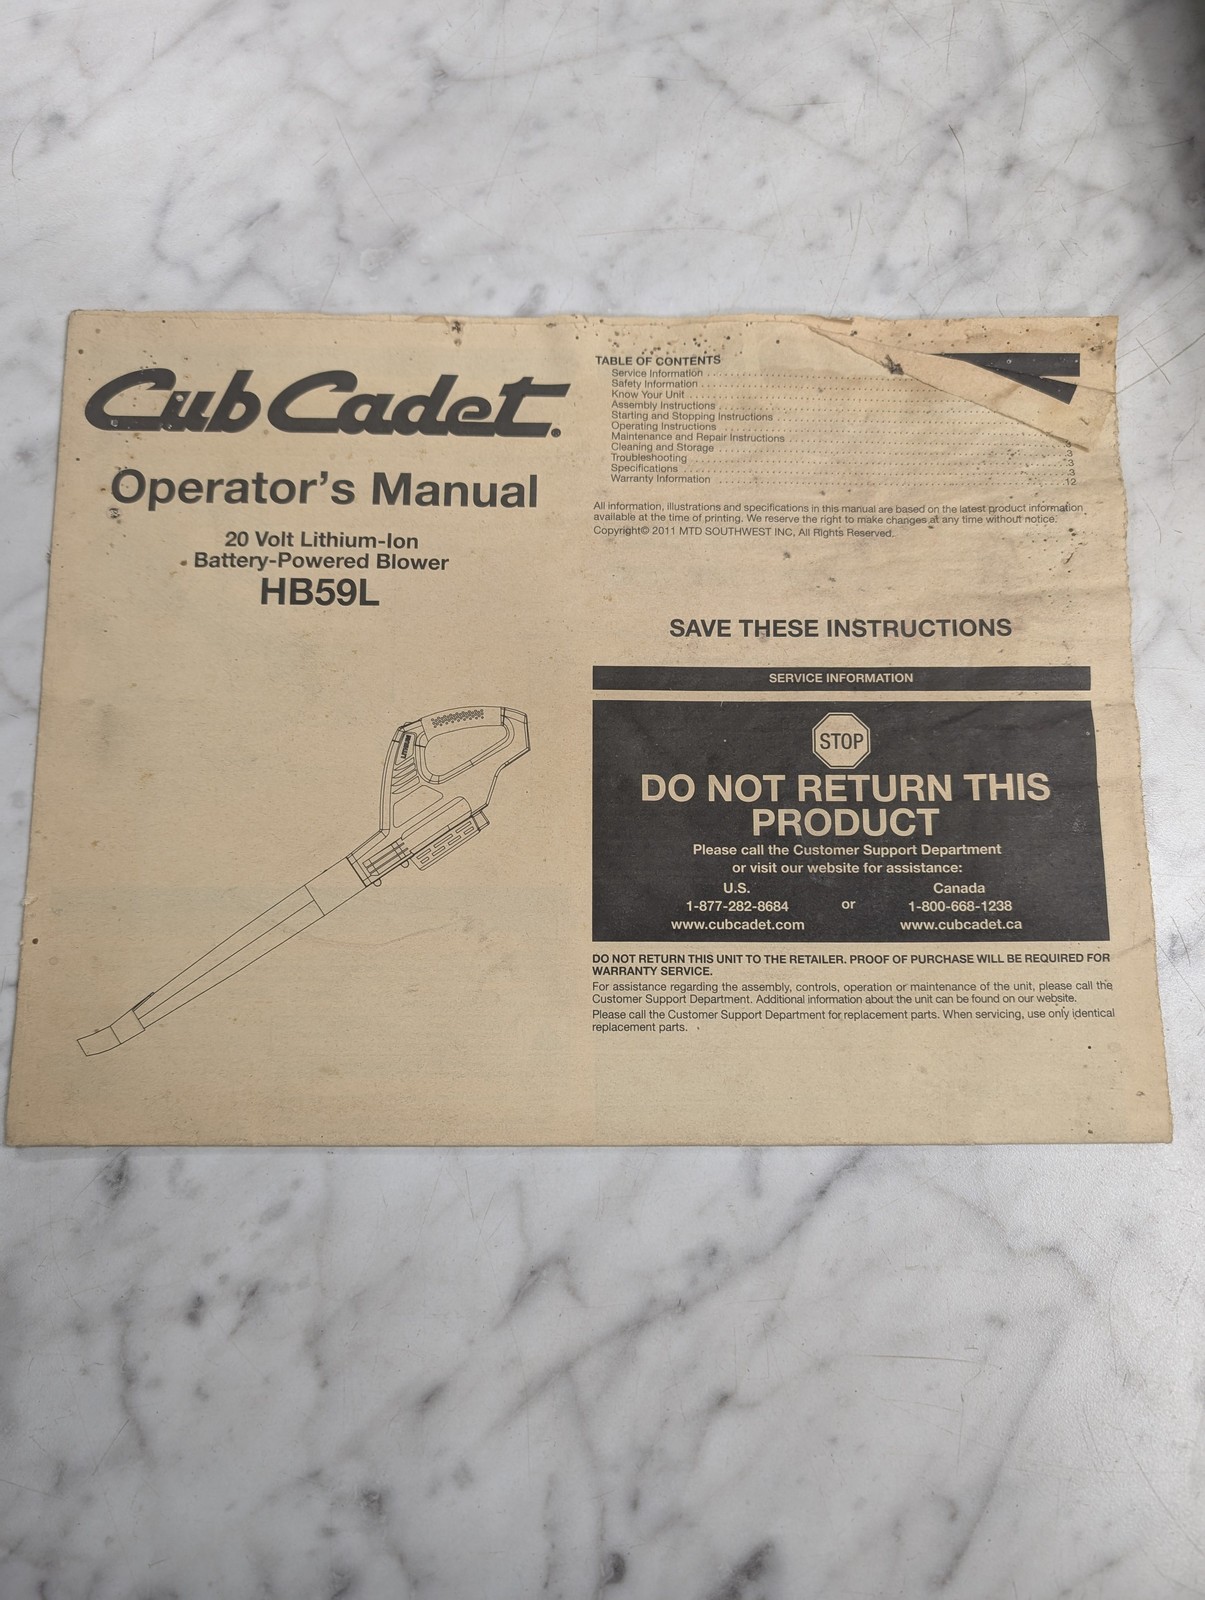 Cub Cadet.
Operator's Manual
20 Volt Lithium-Ion
Battery-Powered Blower
HB59L
TABLE OF CONTENTS
Service Information
Safety Information
Know Your Unit
Assembly Instructions
Starting and Stopping Instructions
Operating Instructions
Maintenance and Repair Instructions
Cleaning and Storage 3
Troubleshooting 3
Specifications 3
Warranty Information 12
All information, illustrations and specifications in this manual are based on the latest product information
available at the time of printing. We reserve the right to make changes at any time without notice.
Copyright© 2011 MTD SOUTHWEST INC, All Rights Reserved.
SAVE THESE INSTRUCTIONS
SERVICE INFORMATION
STOP
DO NOT RETURN THIS
PRODUCT
Please call the Customer Support Department
or visit our website for assistance:
U.S. Canada
1-877-282-8684 or 1-800-668-1238
www.cubcadet.com www.cubcadet.ca
DO NOT RETURN THIS UNIT TO THE RETAILER. PROOF OF PURCHASE WILL BE REQUIRED FOR
WARRANTY SERVICE.
For assistance regarding the assembly, controls, operation or maintenance of the unit, please call the
Customer Support Department. Additional information about the unit can be found on our website.
Please call the Customer Support Department for replacement parts. When servicing, use only identical
replacement parts.